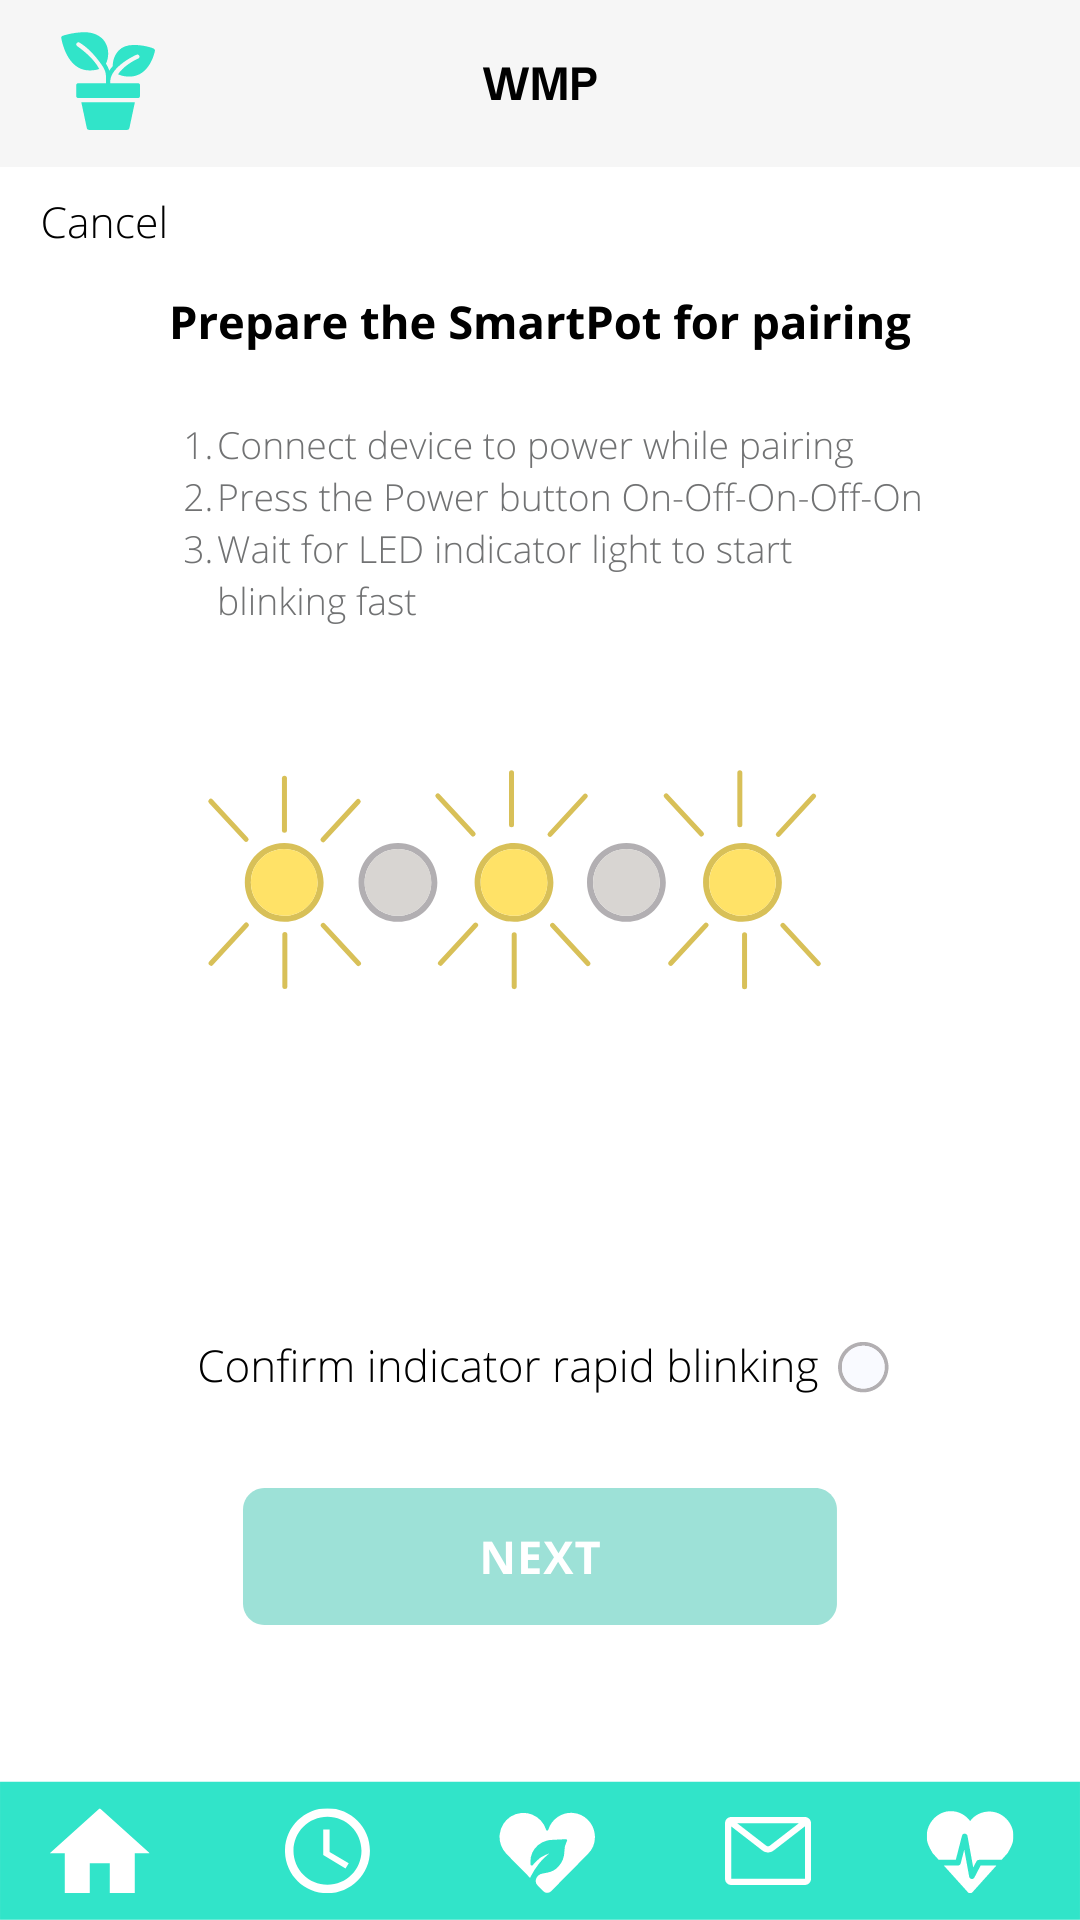 WMP
Cancel
Prepare the SmartPot for pairing
1. Connect device to power while pairing
2. Press the Power button On-Off-On-Off-On
3. Wait for LED indicator light to start
blinking fast
Confirm indicator rapid blinking
NEXT